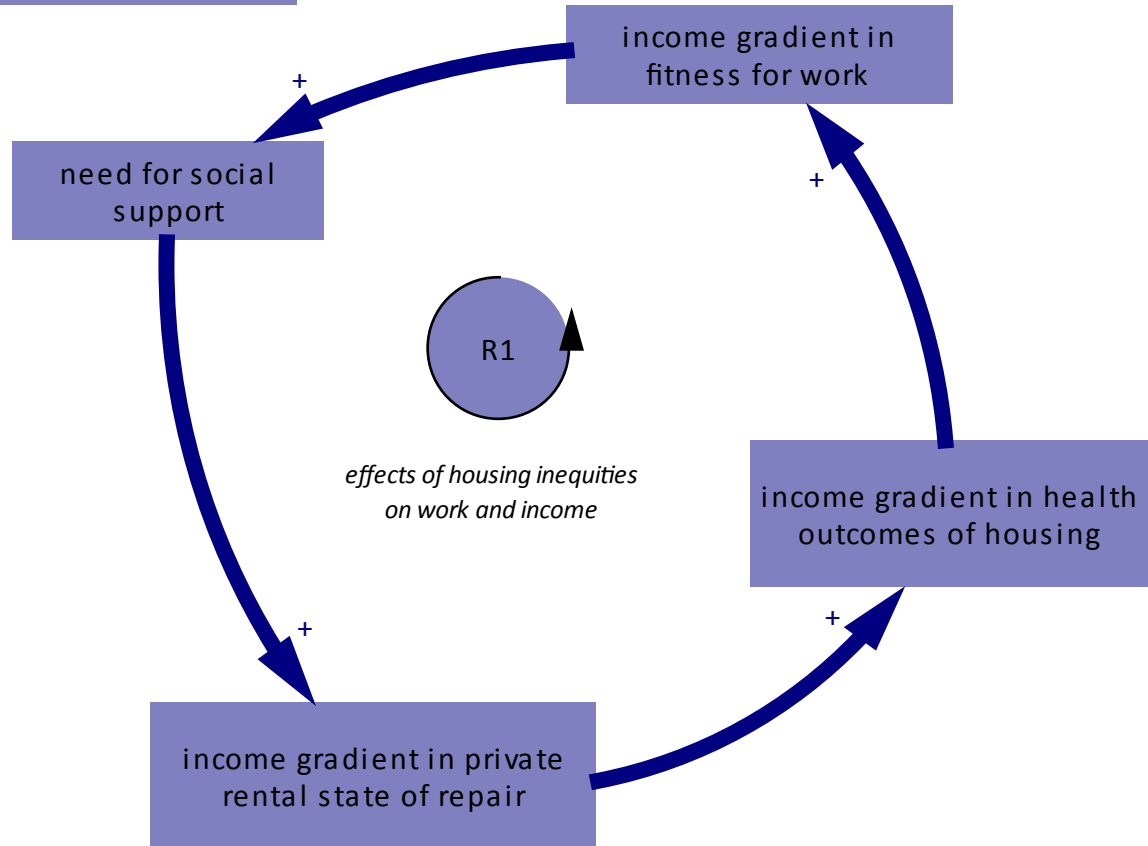 income gradient in
fitness for work
+
+
need for social
support
R1
effects of housing inequities
on work and income
income gradient in health
outcomes of housing
+
+
income gradient in private
rental state of repair